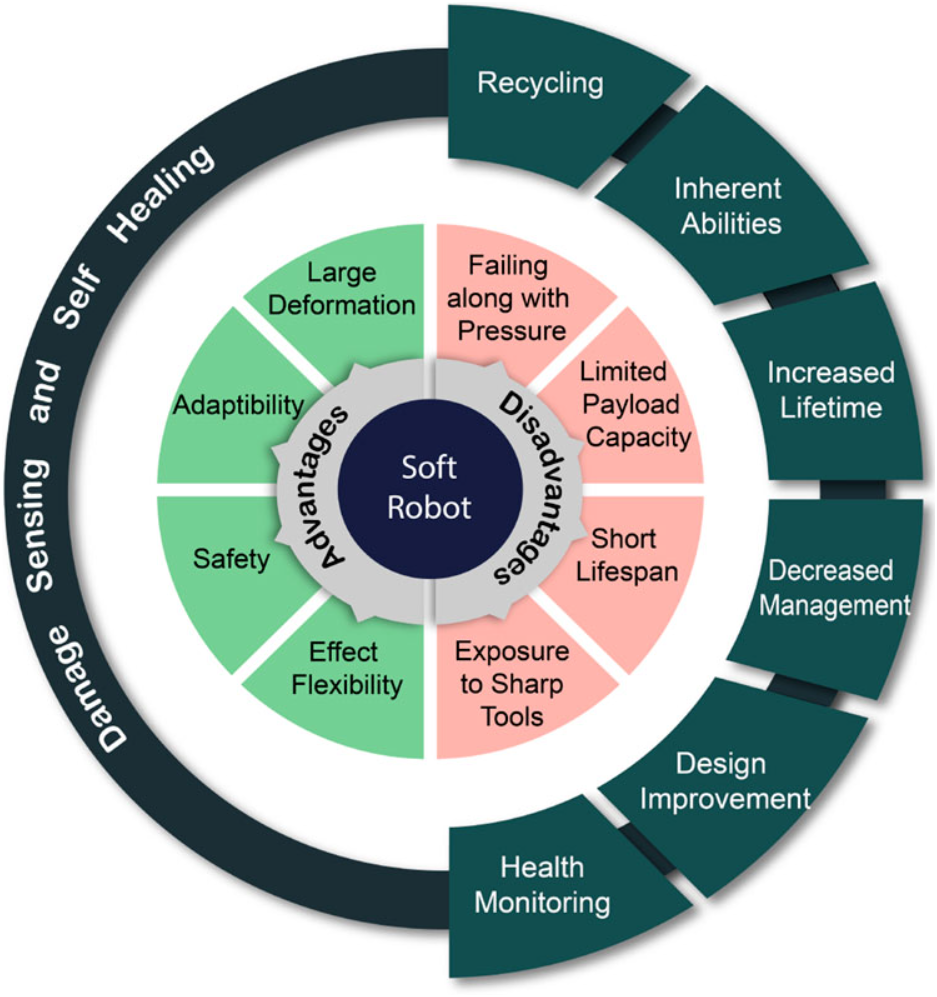 Damage Sensing and Self Healing
Recycling
Inherent
Abilities
Increased
Lifetime
Decreased
Management
Design
Improvement
Health
Monitoring
Soft
Robot
Advantages
Large
Deformation
Adaptibility
Safety
Effect
Flexibility
Disadvantages
Failing
along with
Pressure
Limited
Payload
Capacity
Short
Lifespan
Exposure
to Sharp
Tools